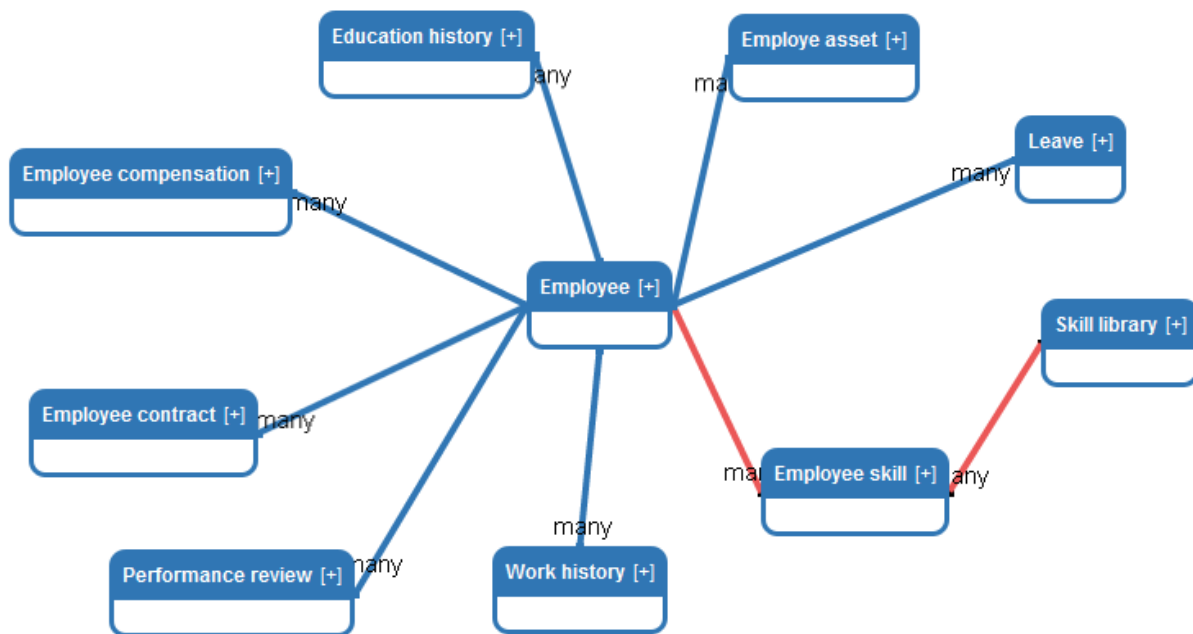 Education history [+]
any
Employe asset [+]
ma
Leave [+]
many
Employee compensation [+]
many
Employee [+]
Skill library [+]
Employee contract [+]
many
Employee skill [+]
ma
any
many
Performance review [+]
many
Work history [+]